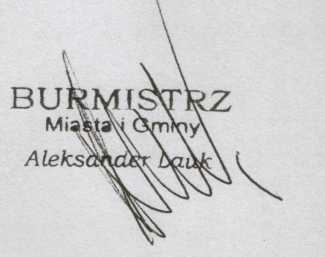 BURMISTRZ
Miasta i Gminy
Aleksander Lauk